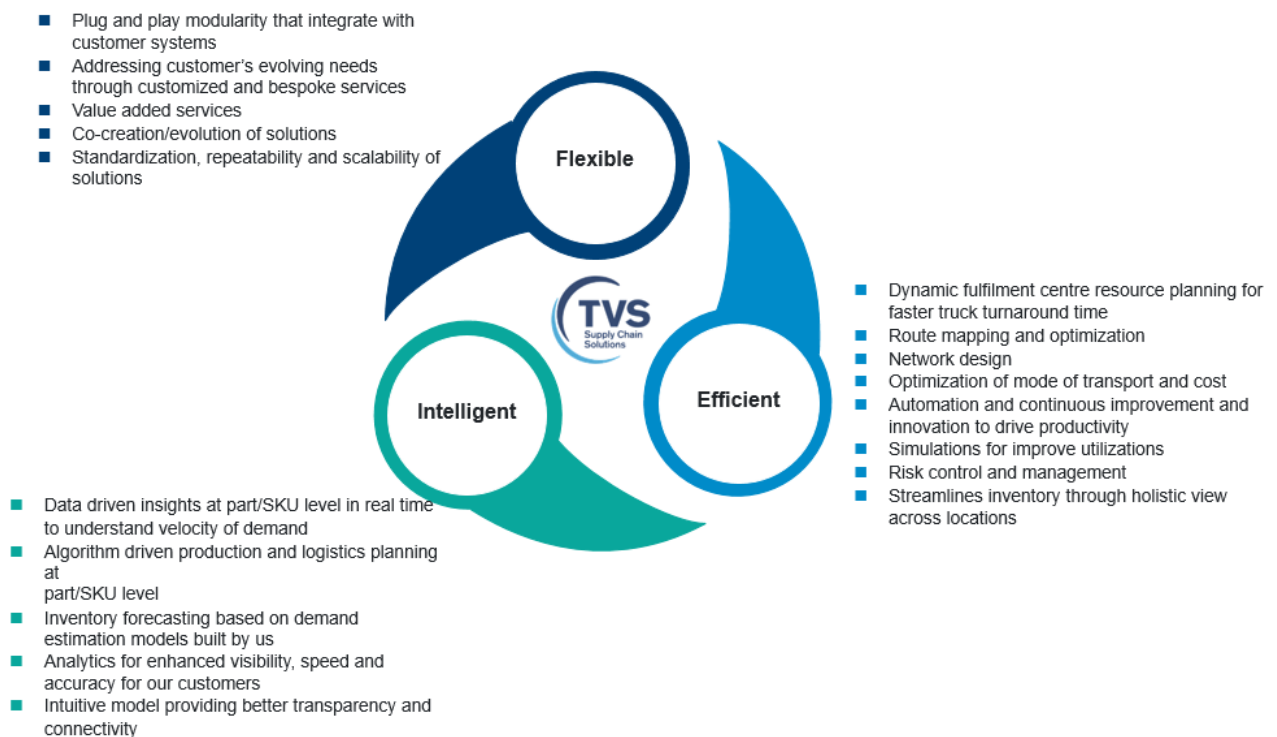 Plug and play modularity that integrate with
customer systems
Addressing customer's evolving needs
through customized and bespoke services
Value added services
Co-creation/evolution of solutions
Standardization, repeatability and scalability of
solutions
Flexible
TVS
Supply Chain
Solutions
Efficient
Dynamic fulfilment centre resource planning for
faster truck turnaround time
Route mapping and optimization
Network design
Optimization of mode of transport and cost
Automation and continuous improvement and
innovation to drive productivity
Simulations for improve utilizations
Risk control and management
Streamlines inventory through holistic view
across locations
Intelligent
Data driven insights at part/SKU level in real time
to understand velocity of demand
Algorithm driven production and logistics planning
at
part/SKU level
Inventory forecasting based on demand
estimation models built by us
Analytics for enhanced visibility, speed and
accuracy for our customers
Intuitive model providing better transparency and
connectivity